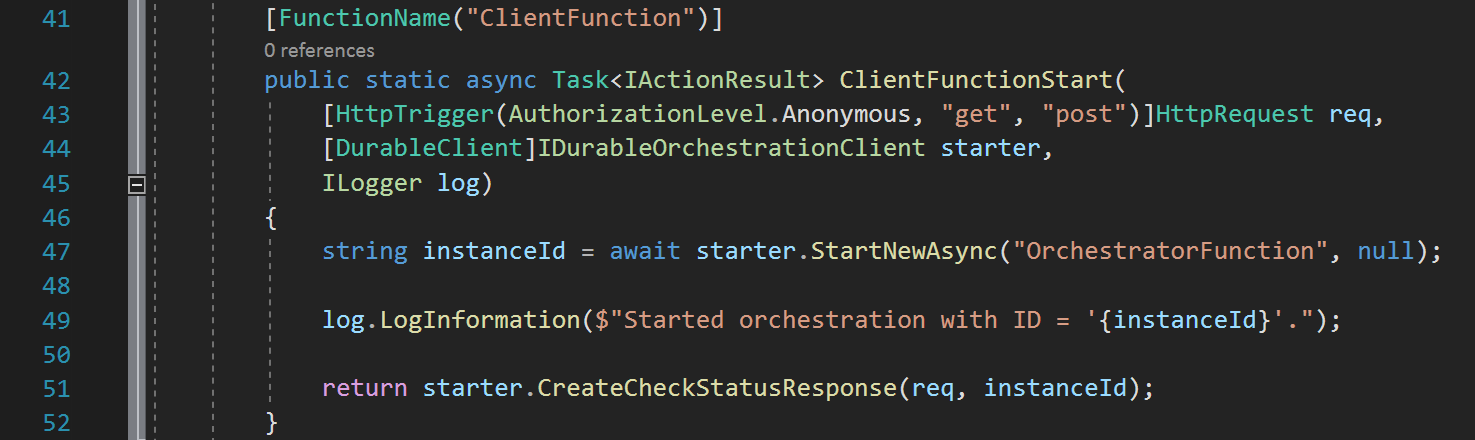 41 [FunctionName("ClientFunction")]
0 references
42 public static async Task<IActionResult> ClientFunctionStart(
43 [HttpTrigger(AuthorizationLevel.Anonymous, "get", "post")]HttpRequest req,
44 [DurableClient]IDurableOrchestrationClient starter,
45 ILogger log)
46 {
47 string instanceId = await starter.StartNewAsync("OrchestratorFunction", null);
48
49 log.LogInformation($"Started orchestration with ID = '{instanceId}'.");
50
51 return starter.CreateCheckStatusResponse(req, instanceId);
52 }